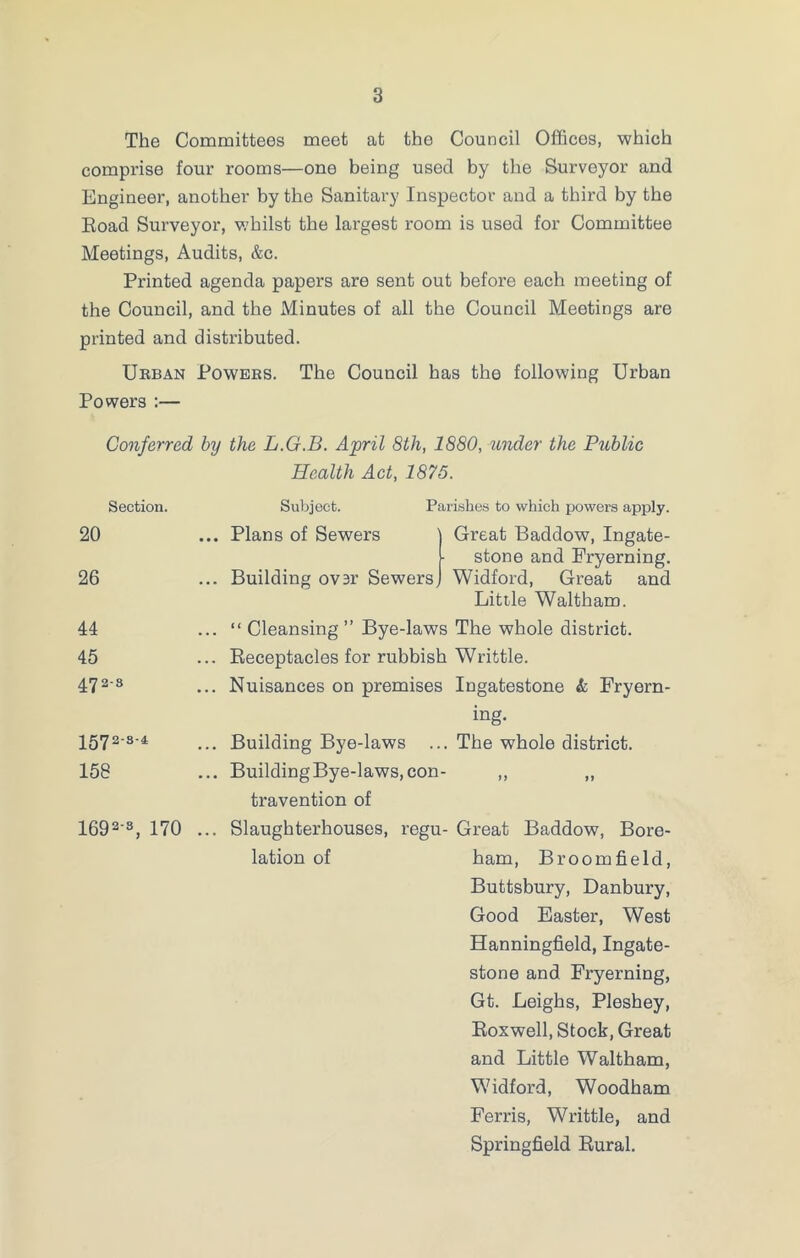 3
The Committees meet at the Council Offices, which
comprise four rooms—one being used by the Surveyor and
Engineer, another by the Sanitary Inspector and a third by the
Road Surveyor, whilst the largest room is used for Committee
Meetings, Audits, &c.
Printed agenda papers are sent out before each meeting of
the Council, and the Minutes of all the Council Meetings are
printed and distributed.
URBAN POWERS. The Council has the following Urban
Powers :—
Conferred by the L.G.B. April 8th, 1880, under the Public
Health Act, 1875.
Section. Subject. Parishes to which powers apply.
20 ... Plans of Sewers } Great Baddow, Ingate-
stone and Fryerning.
26 ... Building over Sewers } Widford, Great and
Little Waltham.
44 ... “Cleansing” Bye-laws The whole district.
45 ... Receptacles for rubbish Writtle.
47²⁻³ ... Nuisances on premises Ingatestone & Fryern-
ing.
157²⁻³⁻⁴ ... Building Bye-laws ... The whole district.
158 ... Building Bye-laws, con- ,, ,,
travention of
169²⁻³, 170 ... Slaughterhouses, regu- Great Baddow, Bore-
lation of ham, Broomfield,
Buttsbury, Danbury,
Good Easter, West
Hanningfield, Ingate-
stone and Fryerning,
Gt. Leighs, Pleshey,
Roxwell, Stock, Great
and Little Waltham,
Widford, Woodham
Ferris, Writtle, and
Springfield Rural.